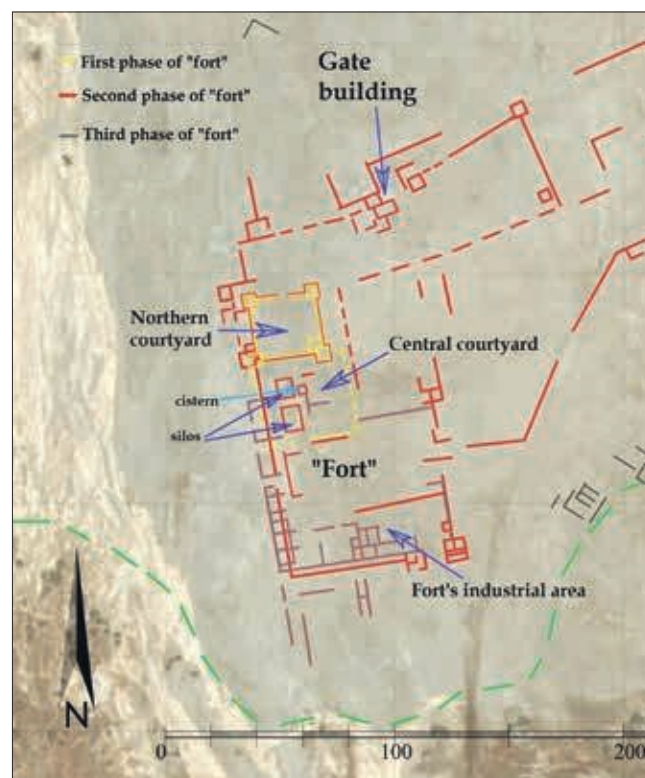 First phase of "fort"
Second phase of "fort"
Third phase of "fort"
Gate
building
Northern
courtyard
Central courtyard
cistern
silos
"Fort"
Fort's industrial area
N
0
100
200